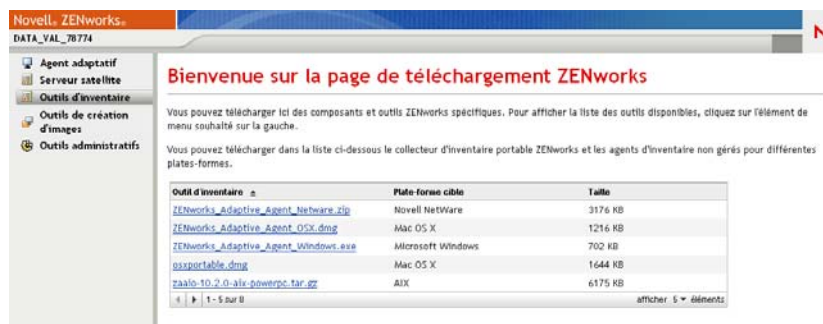 Novell® ZENworks®
DATA_VAL_78774
Agent adaptatif
Serveur satellite
Outils d'inventaire
Outils de création
d'images
Outils administratifs
Bienvenue sur la page de téléchargement ZENworks
Vous pouvez télécharger ici des composants et outils ZENworks spécifiques. Pour afficher la liste des outils disponibles, cliquez sur l'élément de
menu souhaité sur la gauche.
Vous pouvez télécharger dans la liste ci-dessous le collecteur d'inventaire portable ZENworks et les agents d'inventaire non gérés pour différentes
plates-formes.
Outil d'inventaire Plate-forme cible Taille
ZENworks_Adaptive_Agent_Netware.zip Novell NetWare 3176 KB
ZENworks_Adaptive_Agent_OSX.dmg Mac OS X 1216 KB
ZENworks_Adaptive_Agent_Windows.exe Microsoft Windows 702 KB
osxportable.dmg Mac OS X 1644 KB
zaaio-10.2.0-aix-powerpc.tar.gz AIX 6175 KB
1 - 5 sur 8 afficher 5 éléments